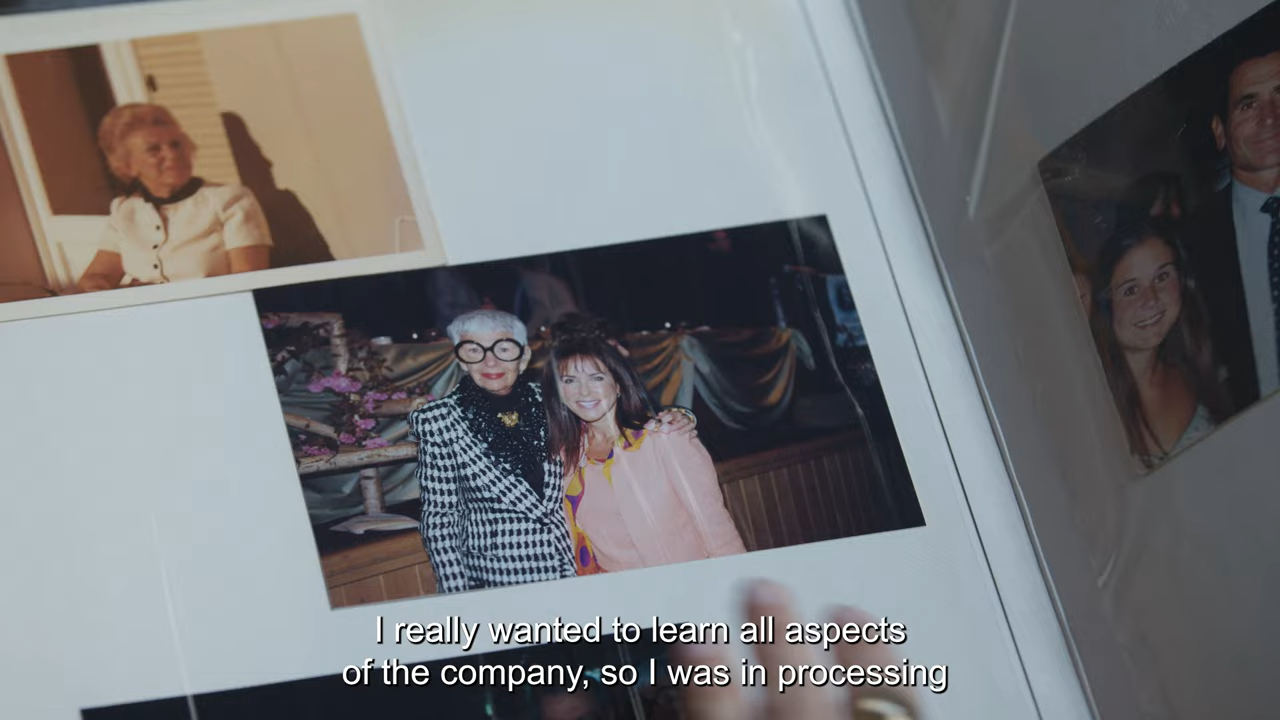 I really wanted to learn all aspects
of the company, so I was in processing